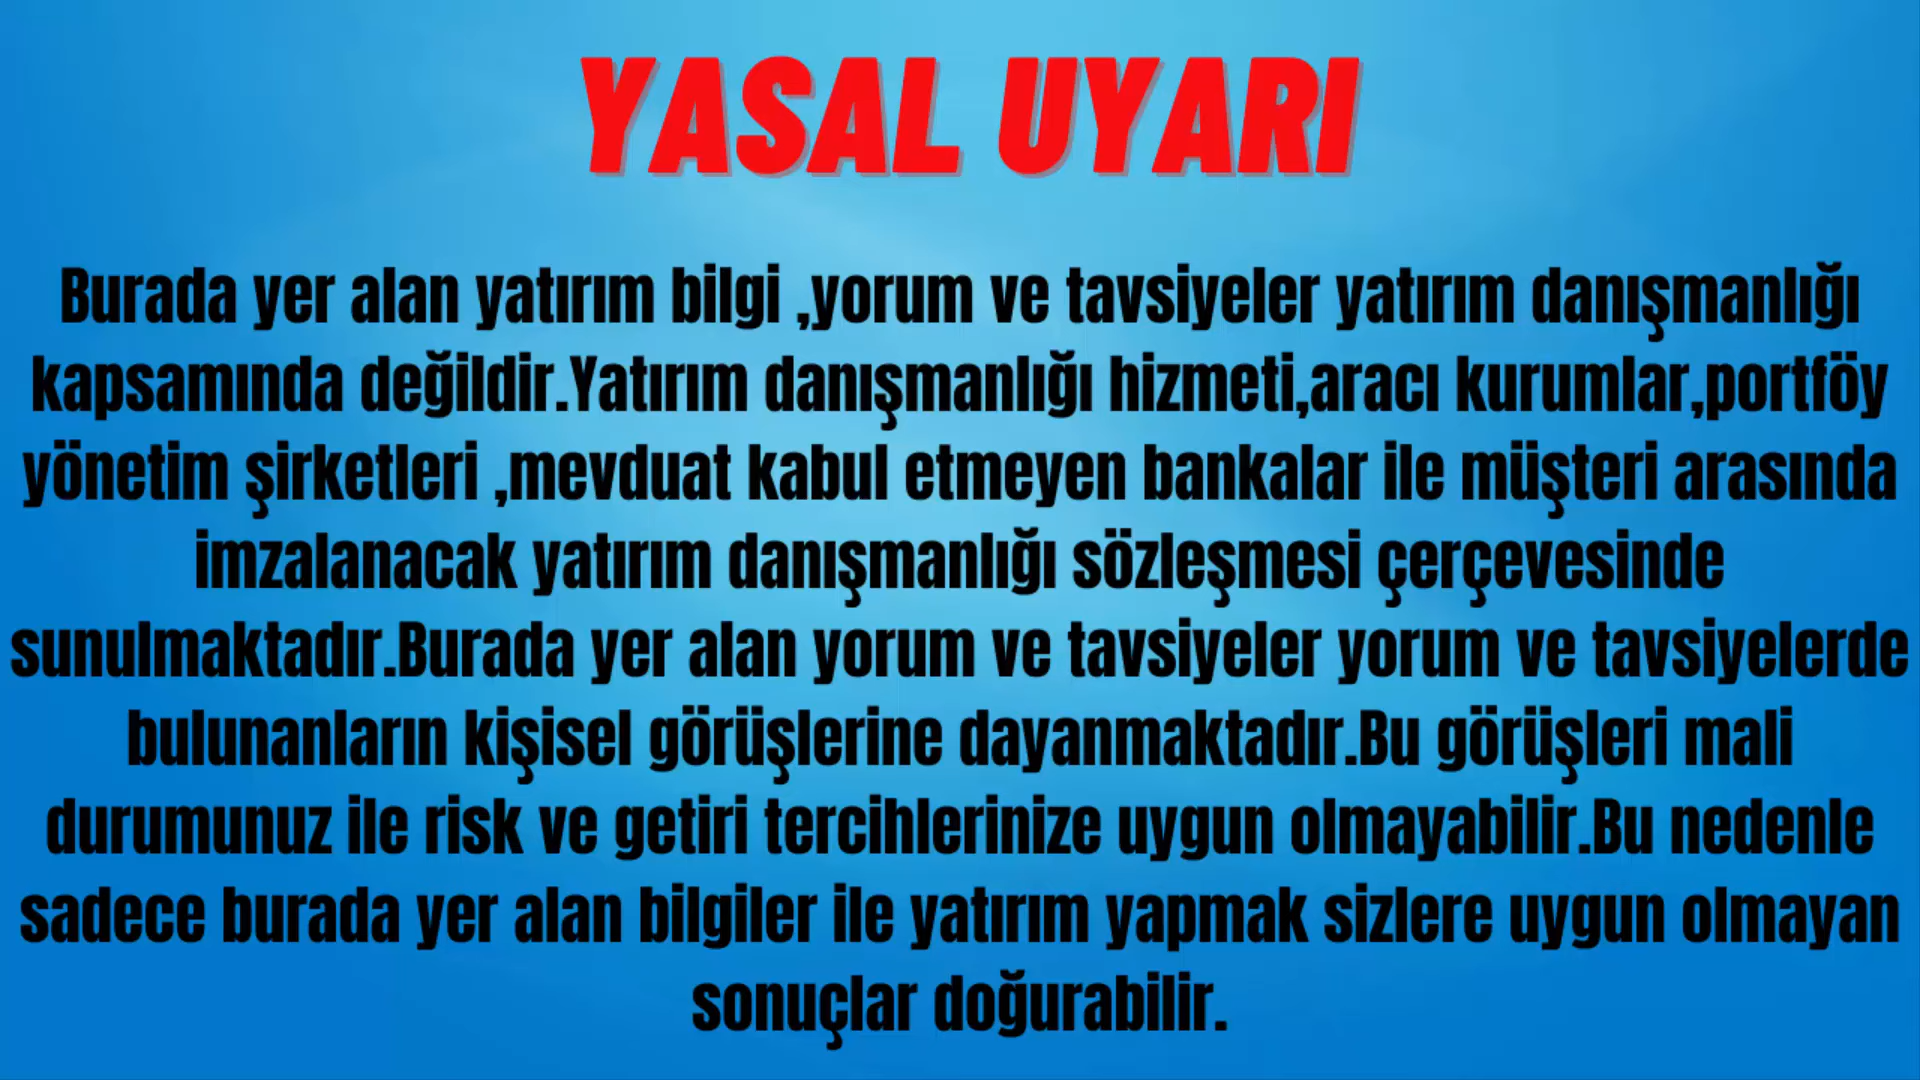 YASAL UYARI
Burada yer alan yatırım bilgi ,yorum ve tavsiyeler yatırım danışmanlığı
kapsamında değildir.Yatırım danışmanlığı hizmeti,aracı kurumlar,portföy
yönetim şirketleri ,mevduat kabul etmeyen bankalar ile müşteri arasında
imzalanacak yatırım danışmanlığı sözleşmesi çerçevesinde
sunulmaktadır.Burada yer alan yorum ve tavsiyeler yorum ve tavsiyelerde
bulunanların kişisel görüşlerine dayanmaktadır.Bu görüşleri mali
durumunuz ile risk ve getiri tercihlerinize uygun olmayabilir.Bu nedenle
sadece burada yer alan bilgiler ile yatırım yapmak sizlere uygun olmayan
sonuçlar doğurabilir.